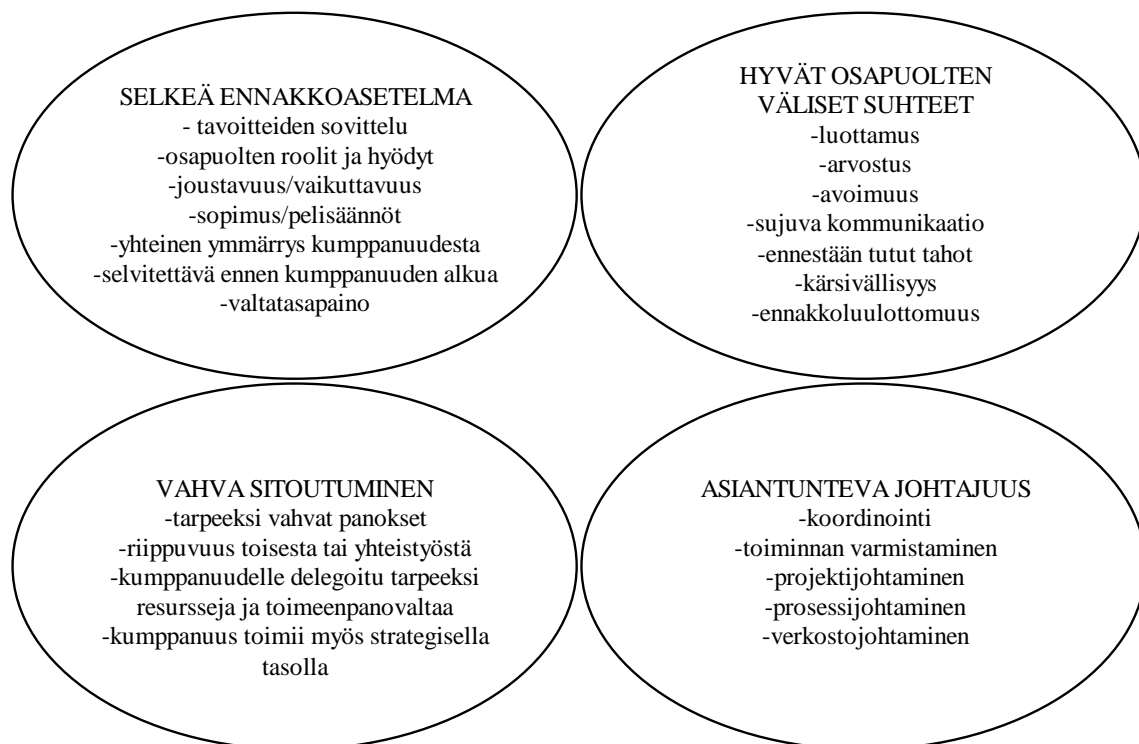 SELKEÄ ENNAKKOASETELMA
- tavoitteiden sovittelu
-osapuolten roolit ja hyödyt
-joustavuus/vaikuttavuus
-sopimus/pelisäännöt
-yhteinen ymmärrys kumppanuudesta
-selvitettävä ennen kumppanuuden alkua
-valtatasapaino
HYVÄT OSAPUOLTEN
VÄLISET SUHTEET
-luottamus
-arvostus
-avoimuus
-sujuva kommunikaatio
-ennestään tutut tahot
-kärsivällisyys
-ennakkoluulottomuus
VAHVA SITOUTUMINEN
-tarpeeksi vahvat panokset
-riippuvuus toisesta tai yhteistyöstä
-kumppanuudelle delegoitu tarpeeksi
resursseja ja toimeenpanovaltaa
-kumppanuus toimii myös strategisella
tasolla
ASIANTUNTEVA JOHTAJUUS
-koordinointi
-toiminnan varmistaminen
-projektijohtaminen
-prosessijohtaminen
-verkostojohtaminen